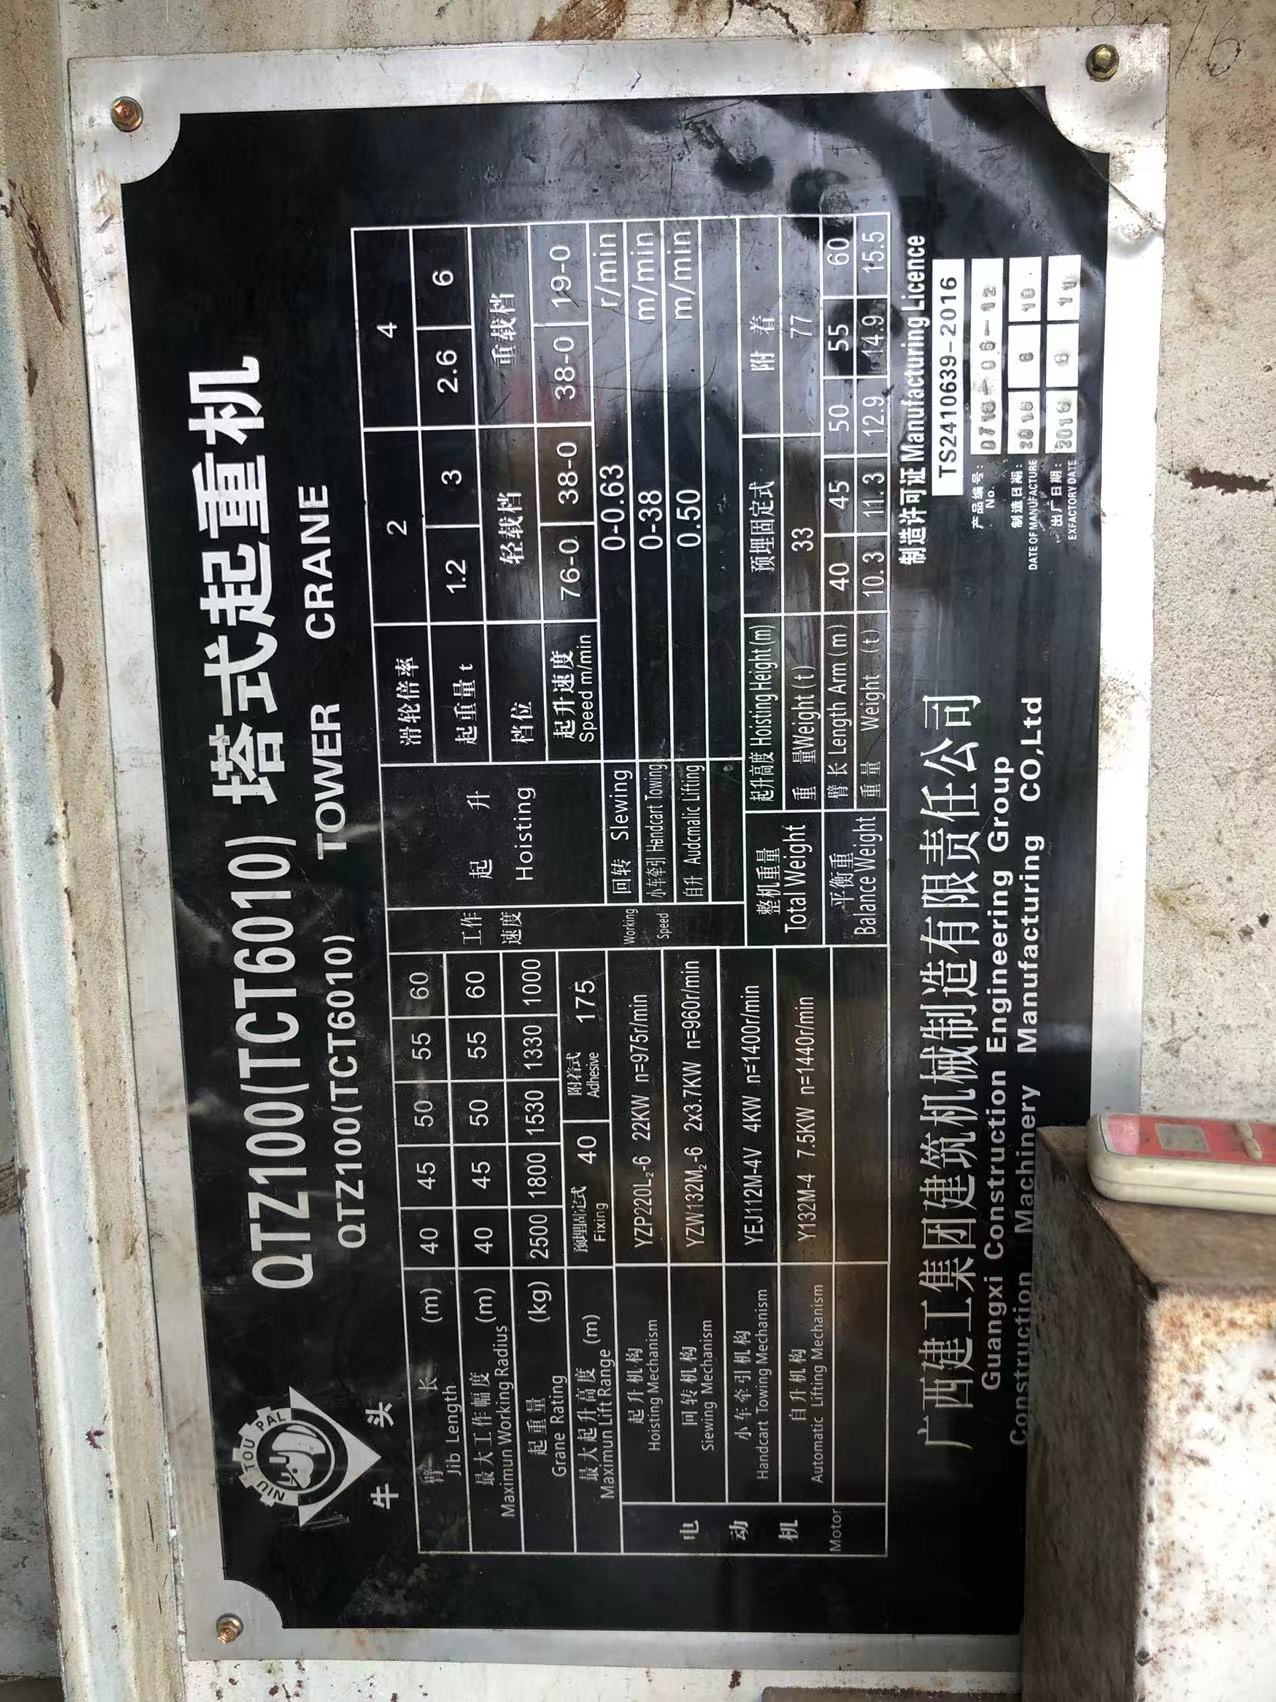 NIU TOU PAI
牛头
QTZ100(TCT6010) 塔式起重机
QTZ100(TCT6010) TOWER CRANE
臂 长 (m) 40 45 50 55 60
Jib Length
最大工作幅度 (m) 40 45 50 55 60
Maximun Working Radius
起重量 (kg) 2500 1800 1530 1330 1000
Grane Rating
最大起升高度 (m) 预埋固定式 40 附着式 175
Maximun Lift Range Fixing Adhesive
电动机
Motor
起升机构 YZP220L₂-6 22KW n=975r/min
Hoisting Mechanism
回转机构 YZW132M₂-6 2x3.7KW n=960r/min
Slewing Mechanism
小车牵引机构 YEJ112M-4V 4KW n=1400r/min
Handcart Towing Mechanism
自升机构 Y132M-4 7.5KW n=1440r/min
Automatic Lifting Mechanism
工作速度
Working Speed
起升
Hoisting
滑轮倍率 2 4
起重量 t 1.2 3 2.6 6
档位 轻载档 重载档
起升速度 76-0 38-0 38-0 19-0
Speed m/min
回转 Slewing 0-0.63 r/min
小车牵引 Handcart Towing 0-38 m/min
自升 Audcmalic Lifting 0.50 m/min
整机重量
Total Weight
起升高度 Hoisting Height(m) 预埋固定式 附着
重量Weight(t) 33 77
平衡重
Balance Weight
臂长 Length Arm(m) 40 45 50 55 60
重量 Weight (t) 10.3 11.3 12.9 14.9 15.5
制造许可证 Manufacturing Licence
TS2410639-2016
产品编号:
No.
制造日期: 6 10
DATE OF MANUFACTURE
出厂日期: 6 11
EXFACTORY DATE
广西建工集团建筑机械制造有限责任公司
Guangxi Construction Engineering Group
Construction Machinery Manufacturing CO,Ltd